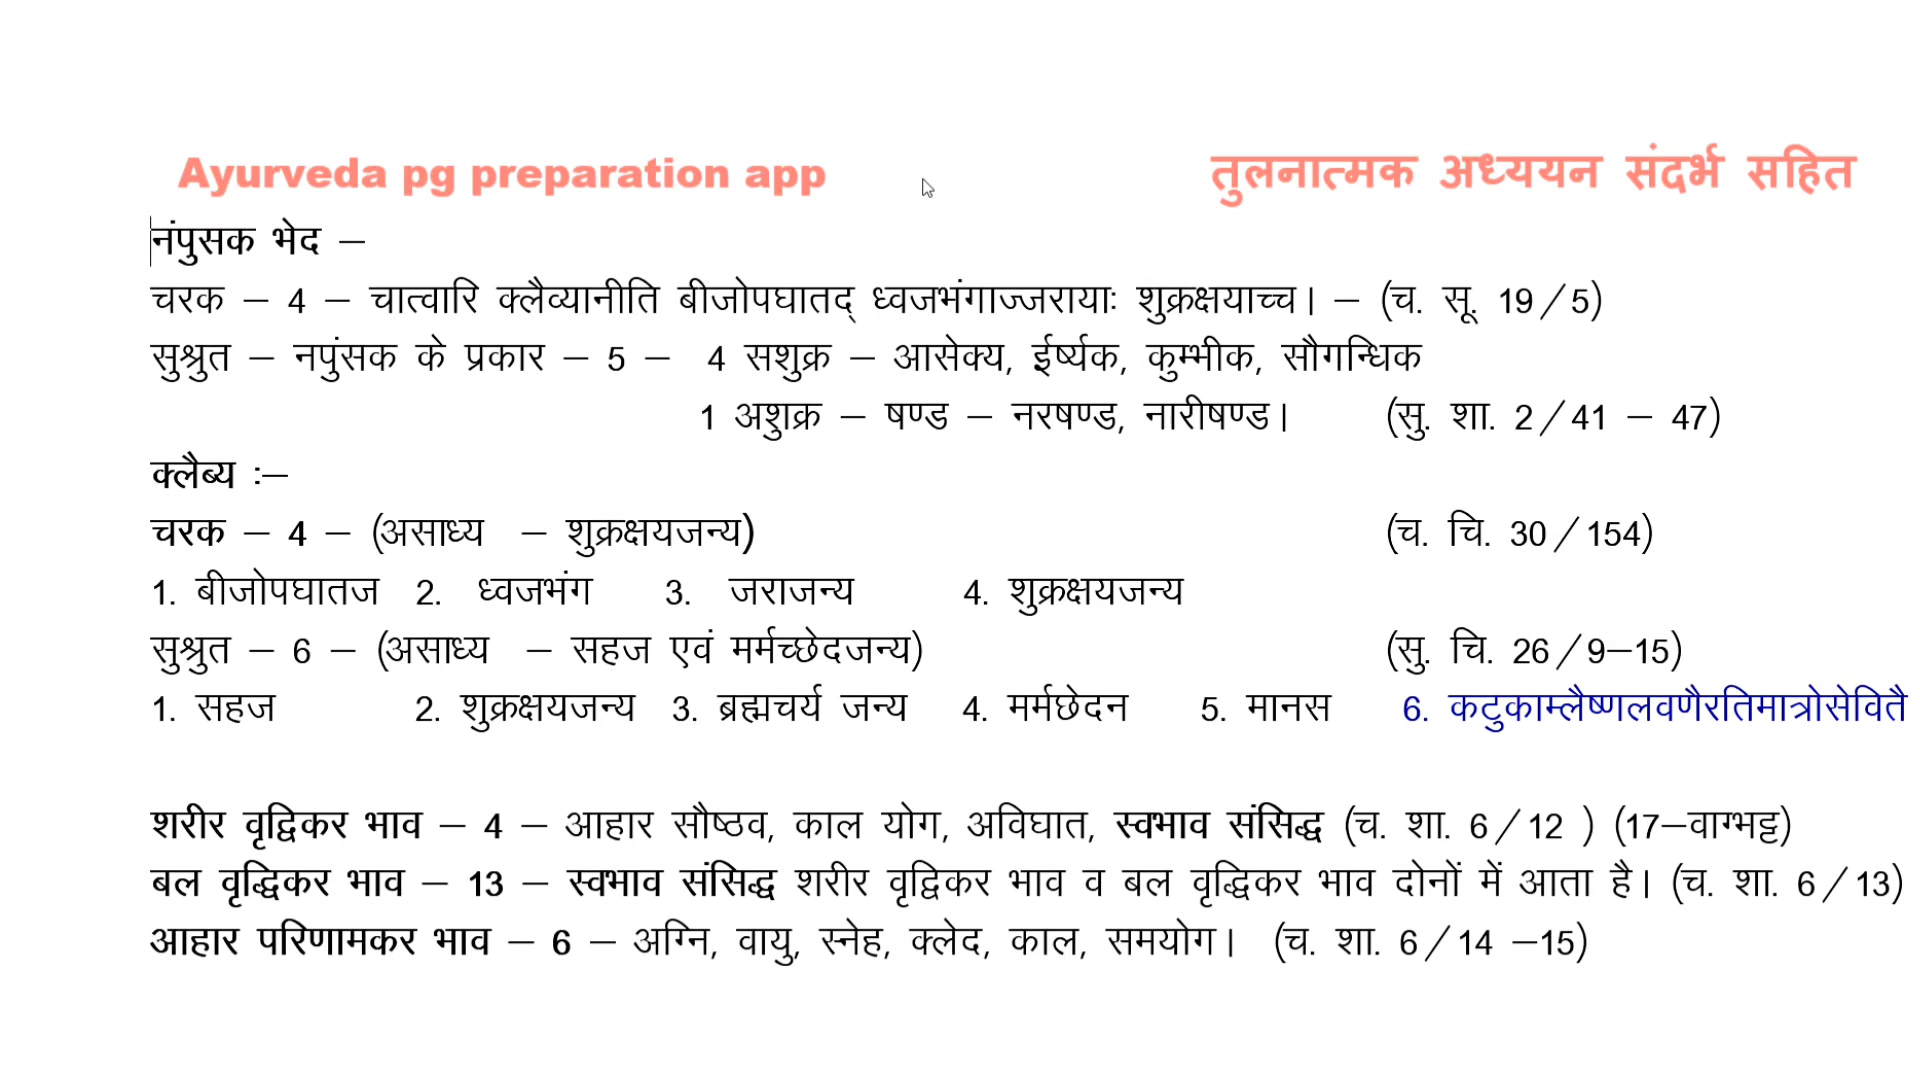 Ayurveda pg preparation app तुलनात्मक अध्ययन संदर्भ सहित
नंपुसक भेद –
चरक – 4 – चात्वारि क्लैव्यानीति बीजोपघातद् ध्वजभंगाज्जरायाः शुक्रक्षयाच्च। – (च. सू. 19/5)
सुश्रुत – नपुंसक के प्रकार – 5 – 4 सशुक्र – आसेक्य, ईर्ष्यक, कुम्भीक, सौगन्धिक
1 अशुक्र – षण्ड – नरषण्ड, नारीषण्ड। (सु. शा. 2/41 – 47)
क्लैब्य :–
चरक – 4 – (असाध्य – शुक्रक्षयजन्य) (च. चि. 30/154)
1. बीजोपघातज 2. ध्वजभंग 3. जराजन्य 4. शुक्रक्षयजन्य
सुश्रुत – 6 – (असाध्य – सहज एवं मर्मच्छेदजन्य) (सु. चि. 26/9–15)
1. सहज 2. शुक्रक्षयजन्य 3. ब्रह्मचर्य जन्य 4. मर्मछेदन 5. मानस 6. कटुकाम्लैष्णलवणैरतिमात्रोसेवितै
शरीर वृद्विकर भाव – 4 – आहार सौष्ठव, काल योग, अविघात, स्वभाव संसिद्ध (च. शा. 6/12 ) (17–वाग्भट्ट)
बल वृद्धिकर भाव – 13 – स्वभाव संसिद्ध शरीर वृद्विकर भाव व बल वृद्धिकर भाव दोनों में आता है। (च. शा. 6/13)
आहार परिणामकर भाव – 6 – अग्नि, वायु, स्नेह, क्लेद, काल, समयोग। (च. शा. 6/14 –15)